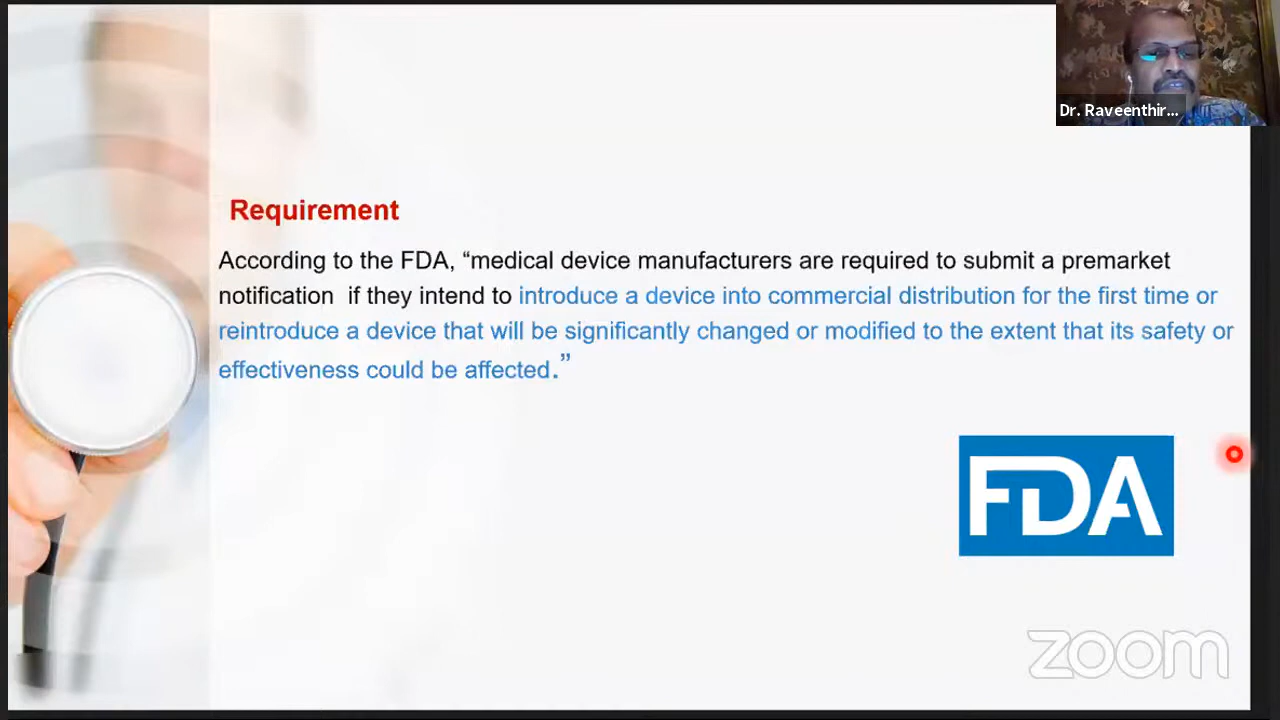 Dr. Raveenthir...
Requirement
According to the FDA, “medical device manufacturers are required to submit a premarket
notification  if they intend to introduce a device into commercial distribution for the first time or
reintroduce a device that will be significantly changed or modified to the extent that its safety or
effectiveness could be affected.”
FDA
zoom